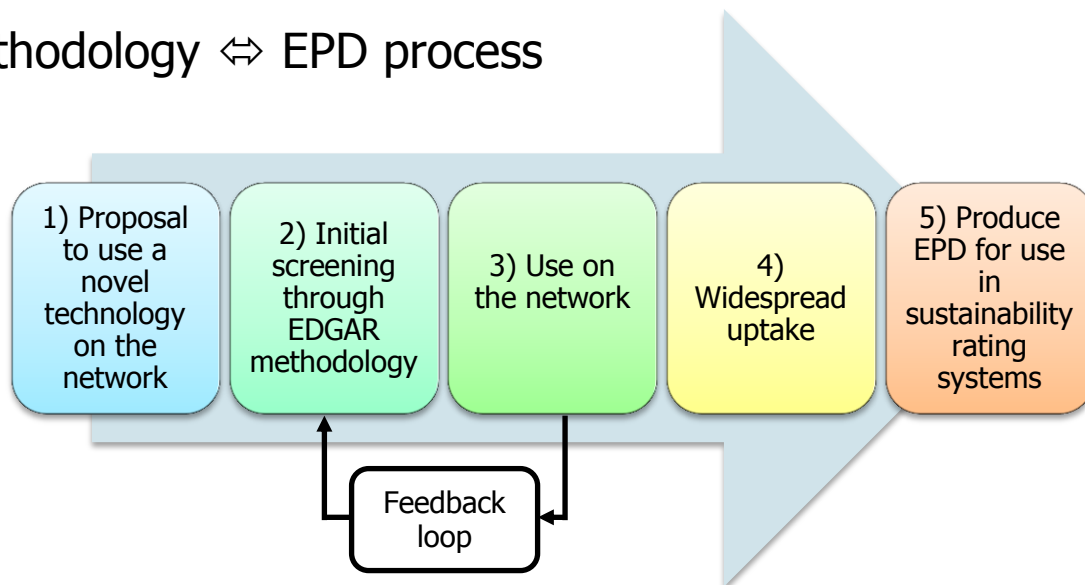 thodology ⇔ EPD process
1) Proposal
to use a
novel
technology
on the
network
2) Initial
screening
through
EDGAR
methodology
3) Use on
the network
4)
Widespread
uptake
5) Produce
EPD for use
in
sustainability
rating
systems
Feedback
loop